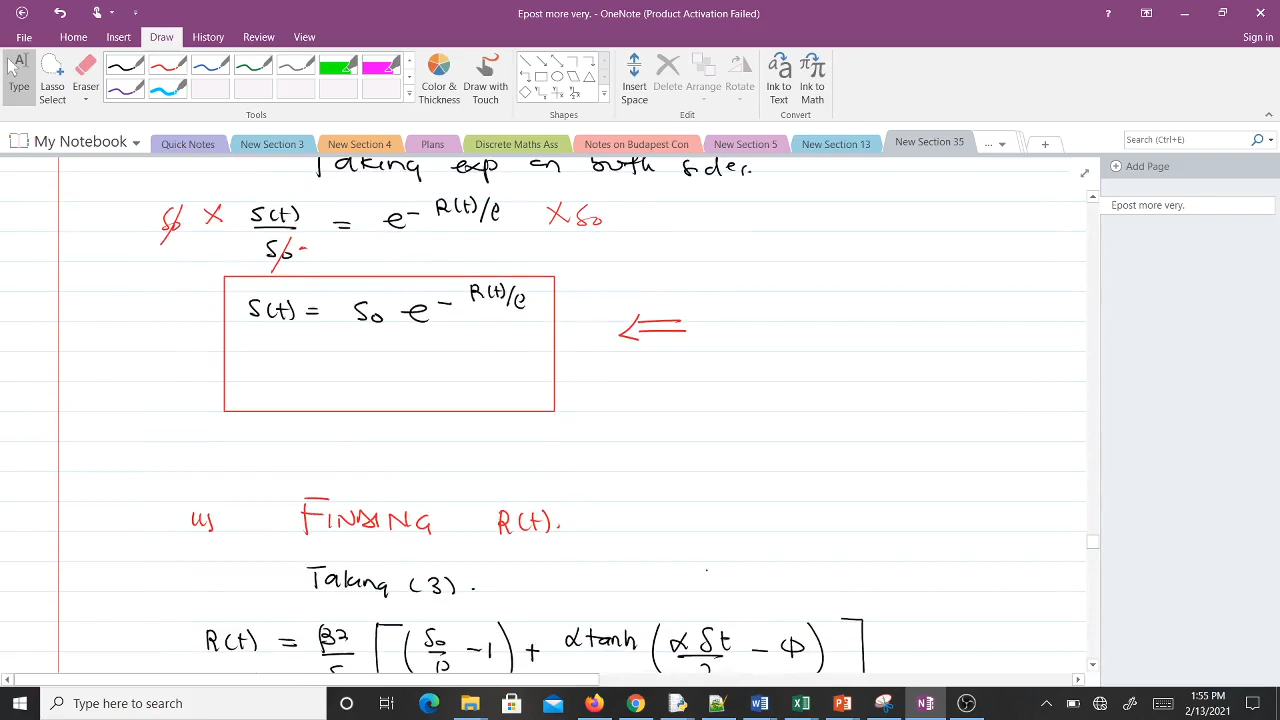 Epost more very. - OneNote (Product Activation Failed)
? Sign in
File Home Insert Draw History Review View
Type Lasso Select Eraser Color & Thickness Draw with Touch Insert Space Delete Arrange Rotate Ink to Text Ink to Math
Tools Shapes Edit Convert
My Notebook Quick Notes New Section 3 New Section 4 Plans Discrete Maths Ass Notes on Budapest Con New Section 5 New Section 13 New Section 35 ... + Search (Ctrl+E)
Add Page
Epost more very.
Taking exp on both sides.
S0 × S(t)/S0 = e^- R(t)/ρ × S0
S(t) = S0 e^- R(t)/ρ
FINDING R(t).
Taking (3).
R(t) = [(S0/ρ - 1) + α tanh (α δt/2 - Φ)]
Type here to search
1:55 PM
2/13/2021